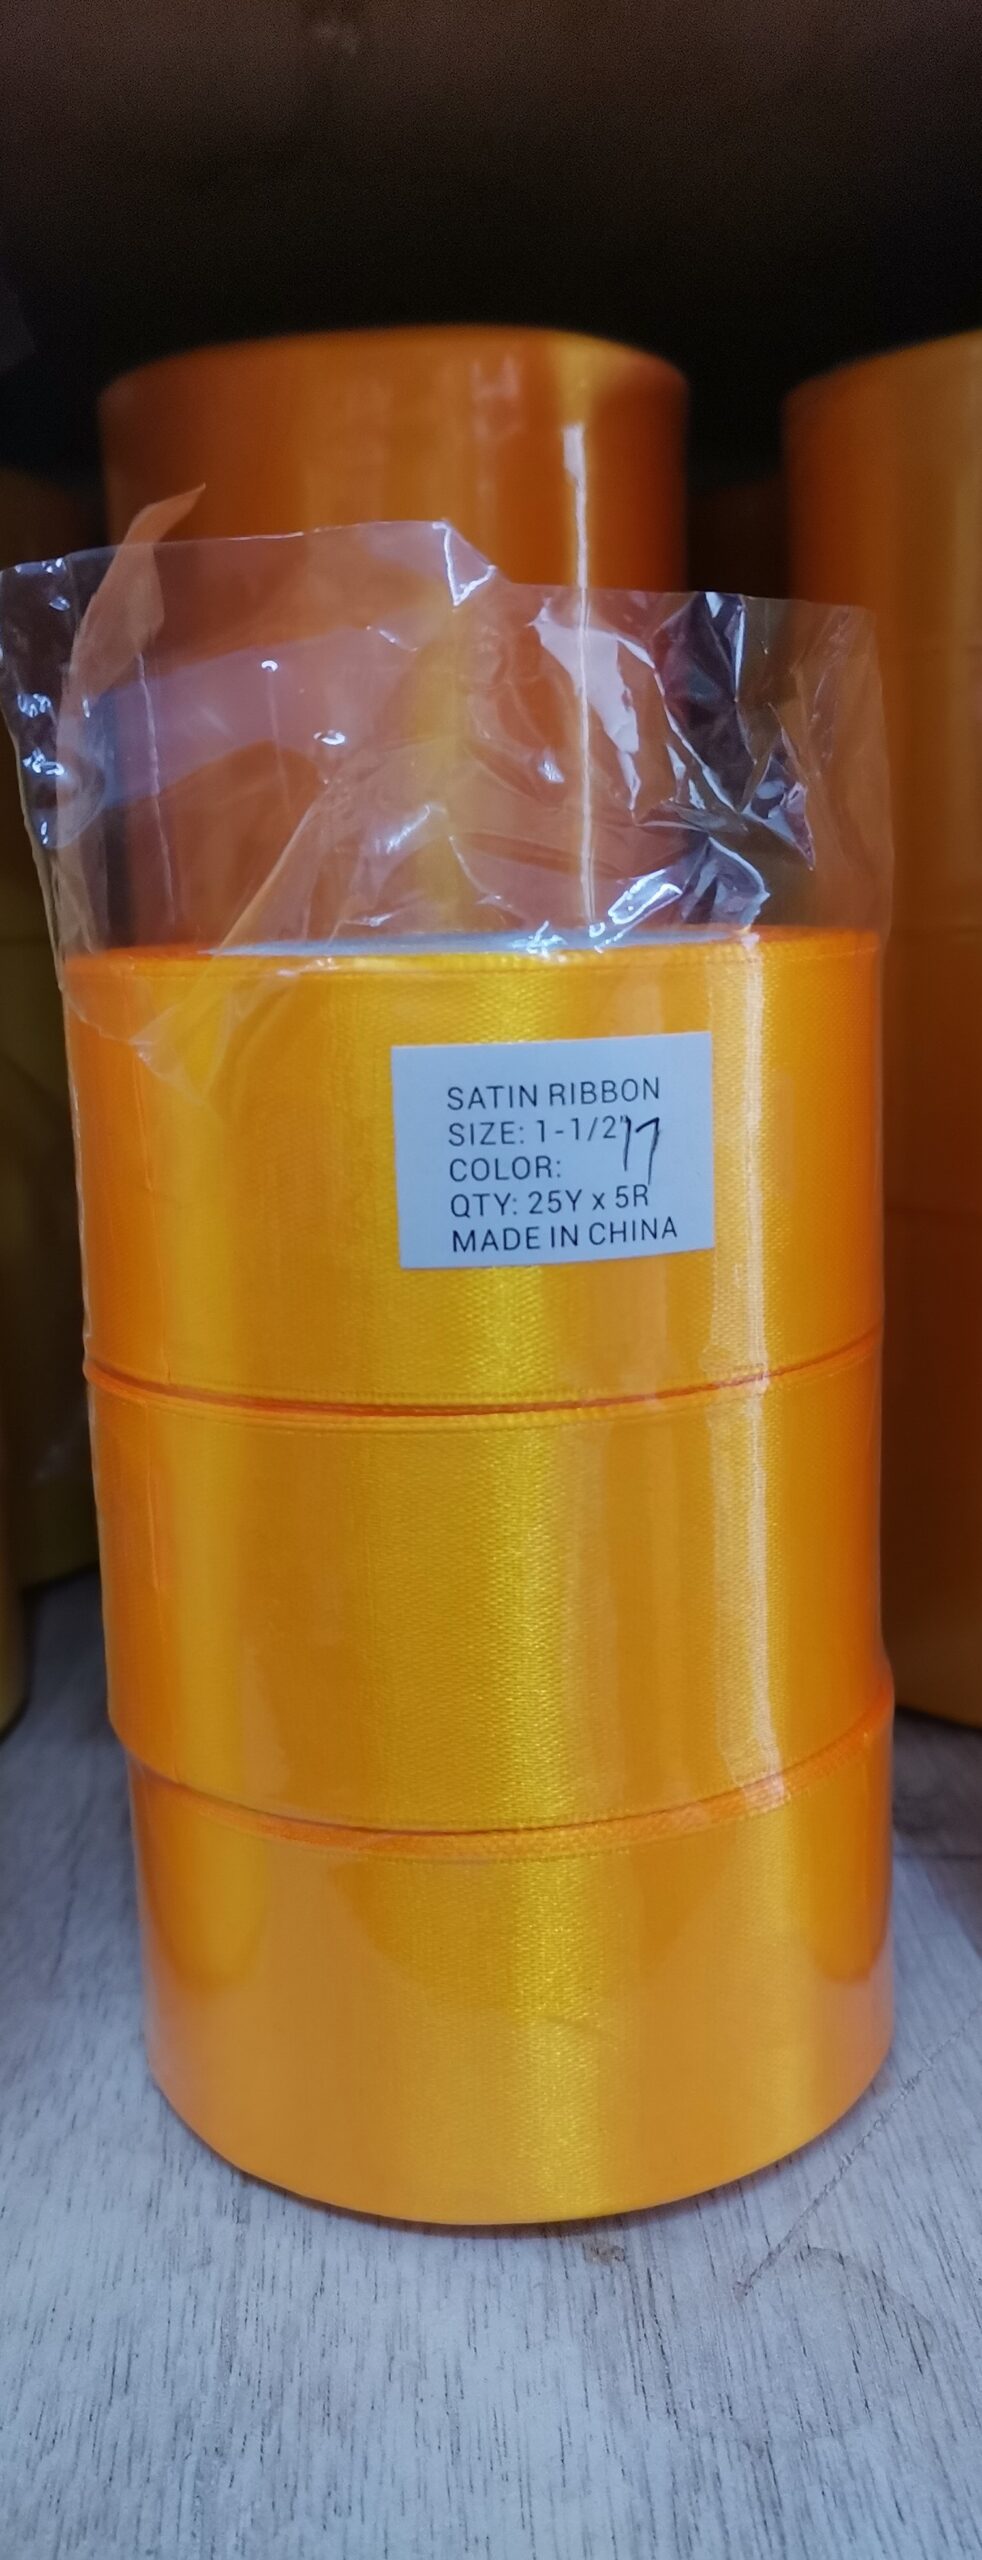 SATIN RIBBON
SIZE: 1-1/2"
COLOR: 17
QTY: 25Y x 5R
MADE IN CHINA